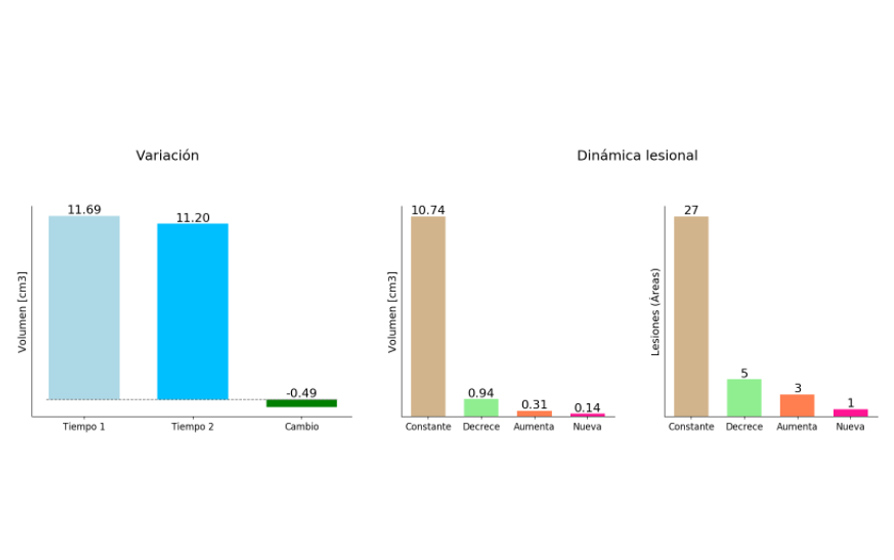 Variación
Volumen [cm3]
11.69
11.20
-0.49
Tiempo 1
Tiempo 2
Cambio
Dinámica lesional
Volumen [cm3]
10.74
0.94
0.31
0.14
Constante
Decrece
Aumenta
Nueva
Lesiones (Áreas)
27
5
3
1
Constante
Decrece
Aumenta
Nueva